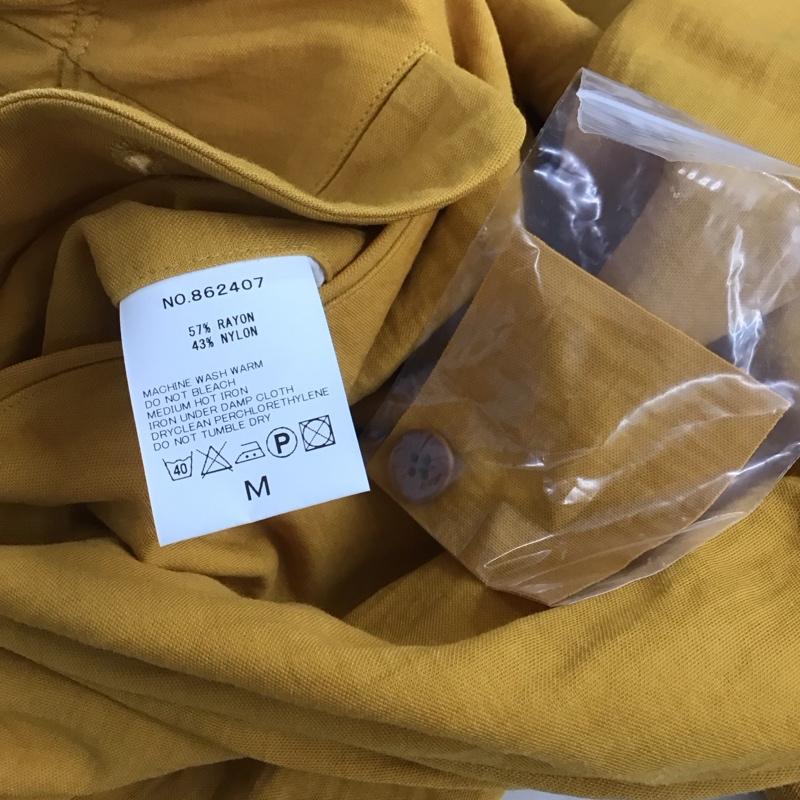 NO.862407
57% RAYON
43% NYLON
MACHINE WASH WARM
DO NOT BLEACH
MEDIUM HOT IRON
IRON UNDER DAMP CLOTH
DRYCLEAN PERCHLORETHYLENE
DO NOT TUMBLE DRY
40 P
M